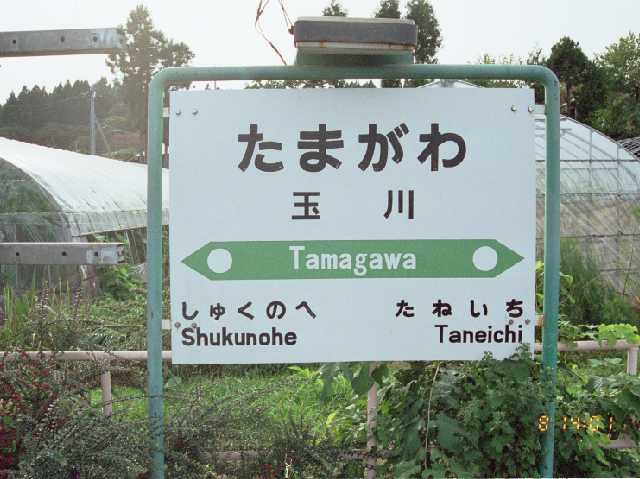 たまがわ
玉川
Tamagawa
しゅくのへ たねいち
Shukunohe Taneichi